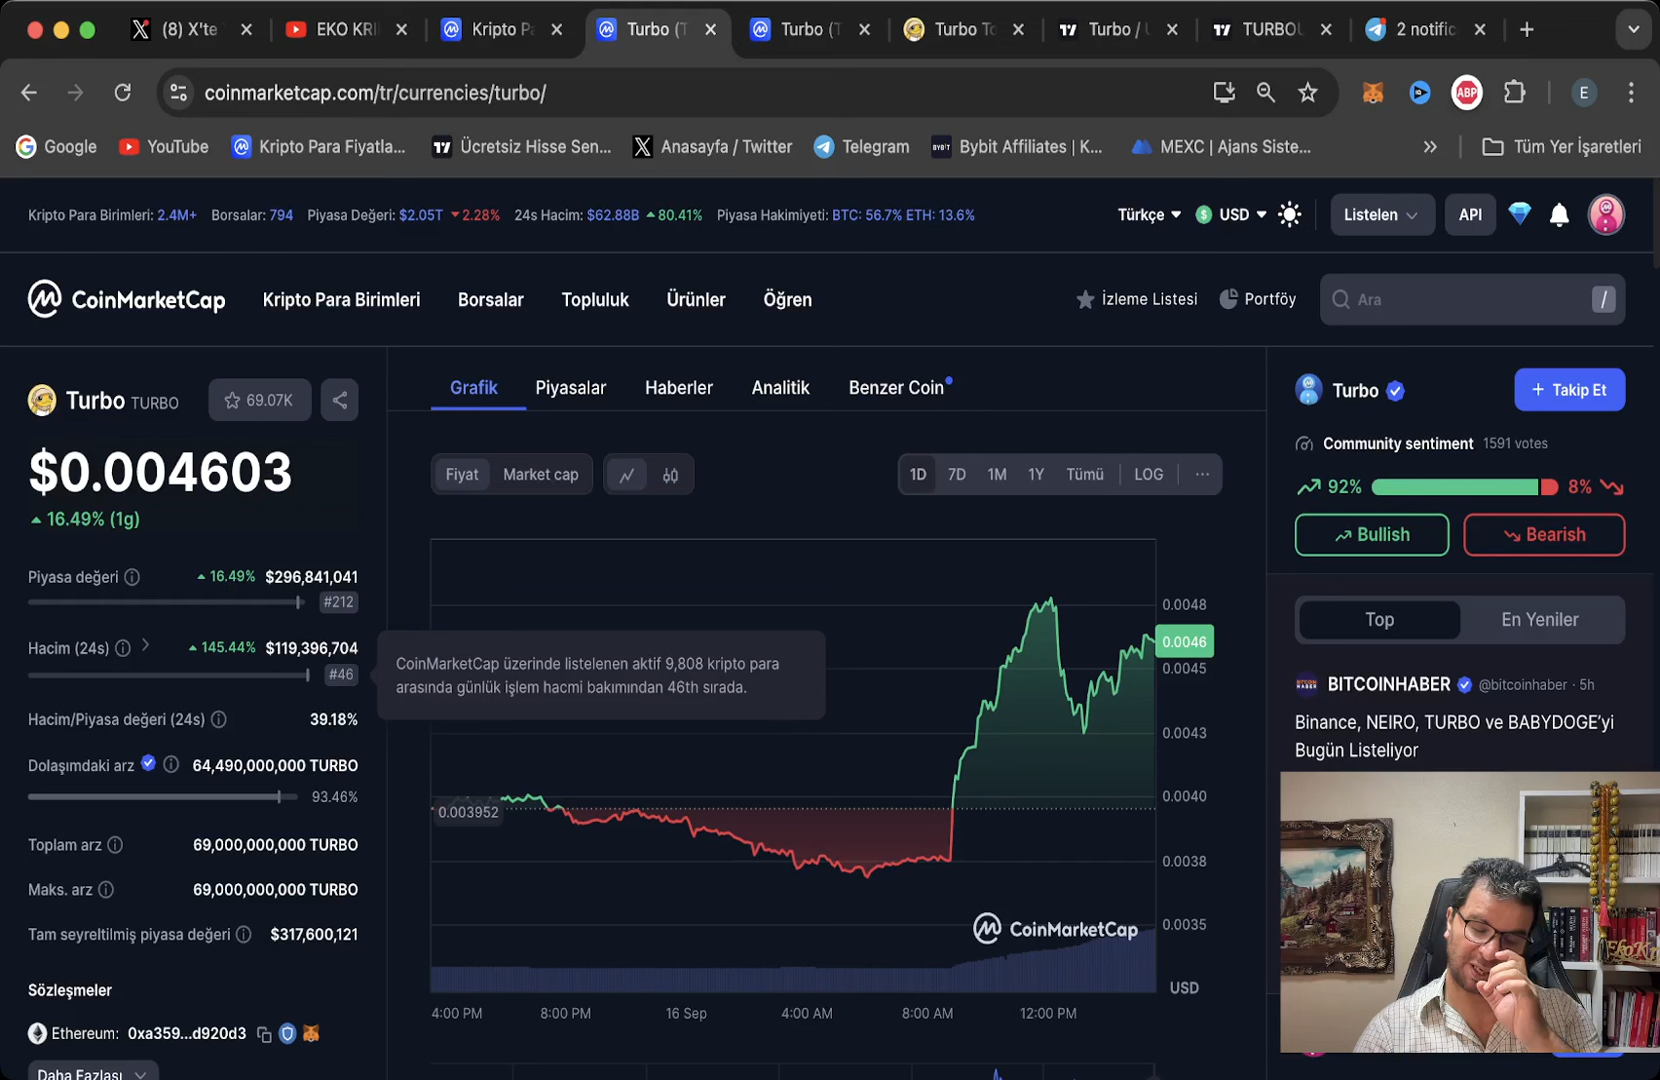 (8) X'te
EKO KRİ
Kripto Pa
Turbo (T
Turbo (T
Turbo To
Turbo / U
TURBOU
2 notific
coinmarketcap.com/tr/currencies/turbo/
ABP
E
Google
YouTube
Kripto Para Fiyatla...
Ücretsiz Hisse Sen...
Anasayfa / Twitter
Telegram
BYBIT
Bybit Affiliates | K...
MEXC | Ajans Siste...
Tüm Yer İşaretleri
Kripto Para Birimleri: 2.4M+ Borsalar: 794 Piyasa Değeri: $2.05T 2.28% 24s Hacim: $62.88B 80.41% Piyasa Hakimiyeti: BTC: 56.7% ETH: 13.6%
Türkçe
USD
Listelen
API
CoinMarketCap
Kripto Para Birimleri
Borsalar
Topluluk
Ürünler
Öğren
İzleme Listesi
Portföy
Ara
/
Turbo TURBO
69.07K
$0.004603
16.49% (1g)
Piyasa değeri 16.49% $296,841,041
#212
Hacim (24s) 145.44% $119,396,704
#46
Hacim/Piyasa değeri (24s) 39.18%
Dolaşımdaki arz 64,490,000,000 TURBO
93.46%
Toplam arz 69,000,000,000 TURBO
Maks. arz 69,000,000,000 TURBO
Tam seyreltilmiş piyasa değeri $317,600,121
Sözleşmeler
Ethereum: 0xa359...d920d3
Daha Fazlası
Grafik
Piyasalar
Haberler
Analitik
Benzer Coin
Fiyat
Market cap
1D
7D
1M
1Y
Tümü
LOG
CoinMarketCap üzerinde listelenen aktif 9,808 kripto para
arasında günlük işlem hacmi bakımından 46th sırada.
0.0048
0.0046
0.0045
0.0043
0.0040
0.0038
0.0035
0.003952
CoinMarketCap
USD
4:00 PM
8:00 PM
16 Sep
4:00 AM
8:00 AM
12:00 PM
Turbo
+ Takip Et
Community sentiment 1591 votes
92%
8%
Bullish
Bearish
Top
En Yeniler
BITCOINHABER @bitcoinhaber · 5h
Binance, NEIRO, TURBO ve BABYDOGE'yi
Bugün Listeliyor